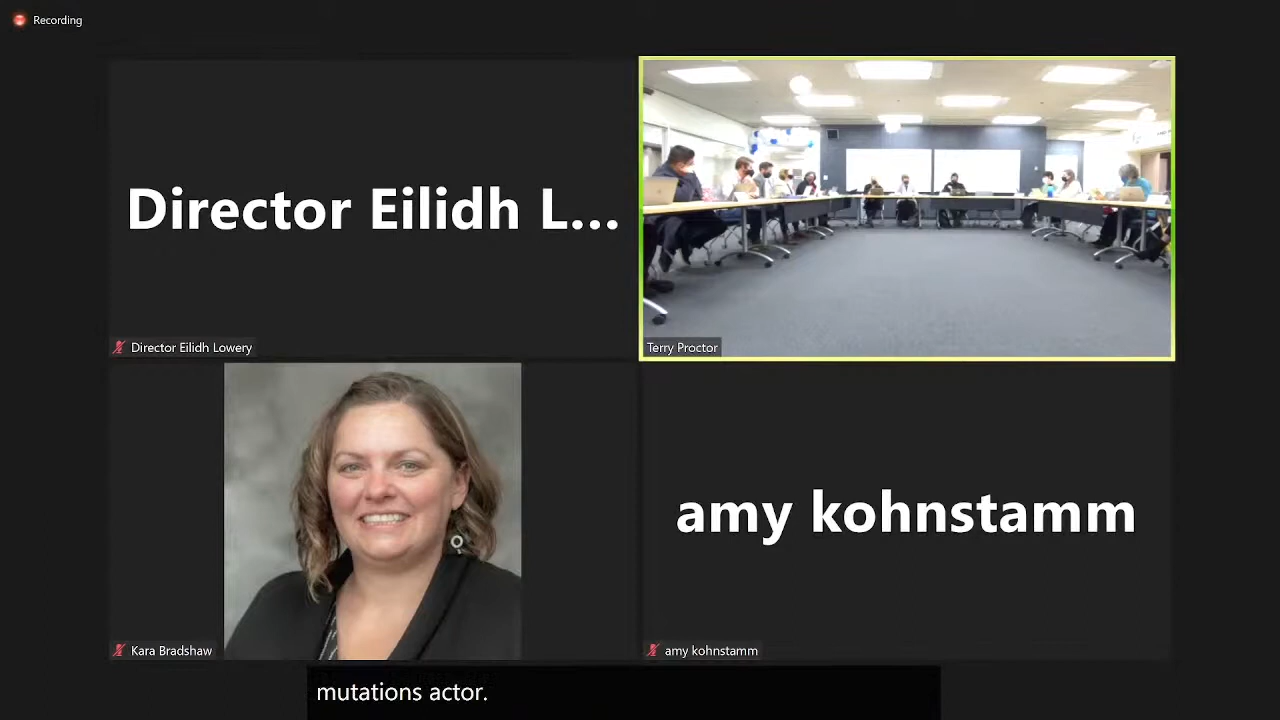 Recording
Director Eilidh L...
Director Eilidh Lowery
Terry Proctor
Kara Bradshaw
amy kohnstamm
amy kohnstamm
mutations actor.